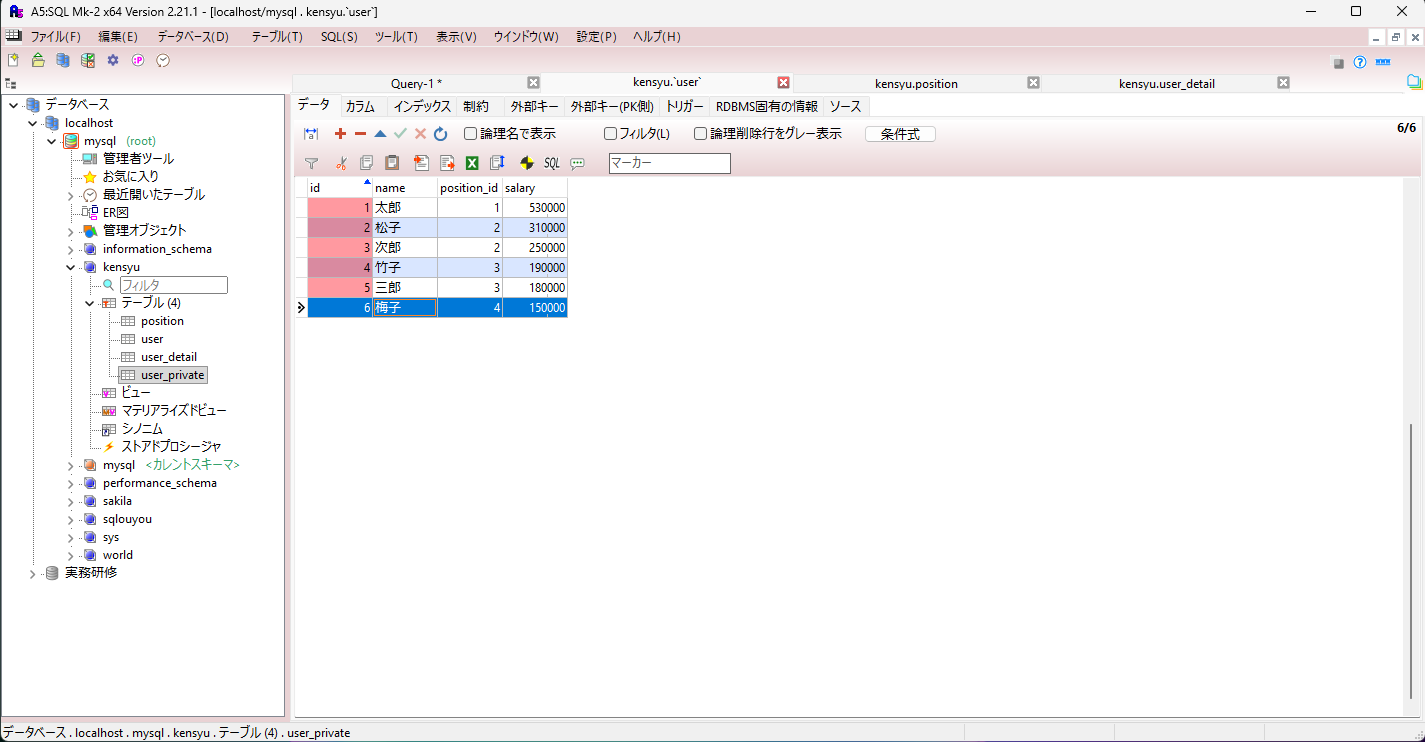 A5:SQL Mk-2 x64 Version 2.21.1 - [localhost/mysql . kensyu.`user`]
ファイル(F) 編集(E) データベース(D) テーブル(T) SQL(S) ツール(T) 表示(V) ウインドウ(W) 設定(P) ヘルプ(H)
Query-1 * kensyu.`user` kensyu.position kensyu.user_detail
データベース
localhost
mysql (root)
管理者ツール
お気に入り
最近開いたテーブル
ER図
管理オブジェクト
information_schema
kensyu
フィルタ
テーブル (4)
position
user
user_detail
user_private
ビュー
マテリアライズドビュー
シノニム
ストアドプロシージャ
mysql <カレントスキーマ>
performance_schema
sakila
sqlouyou
sys
world
実務研修
データ カラム インデックス 制約 外部キー 外部キー(PK側) トリガー RDBMS固有の情報 ソース
論理名で表示 フィルタ(L) 論理削除行をグレー表示 条件式 6/6
SQL マーカー
id name position_id salary
1 太郎 1 530000
2 松子 2 310000
3 次郎 2 250000
4 竹子 3 190000
5 三郎 3 180000
6 梅子 4 150000
データベース . localhost . mysql . kensyu . テーブル (4) . user_private